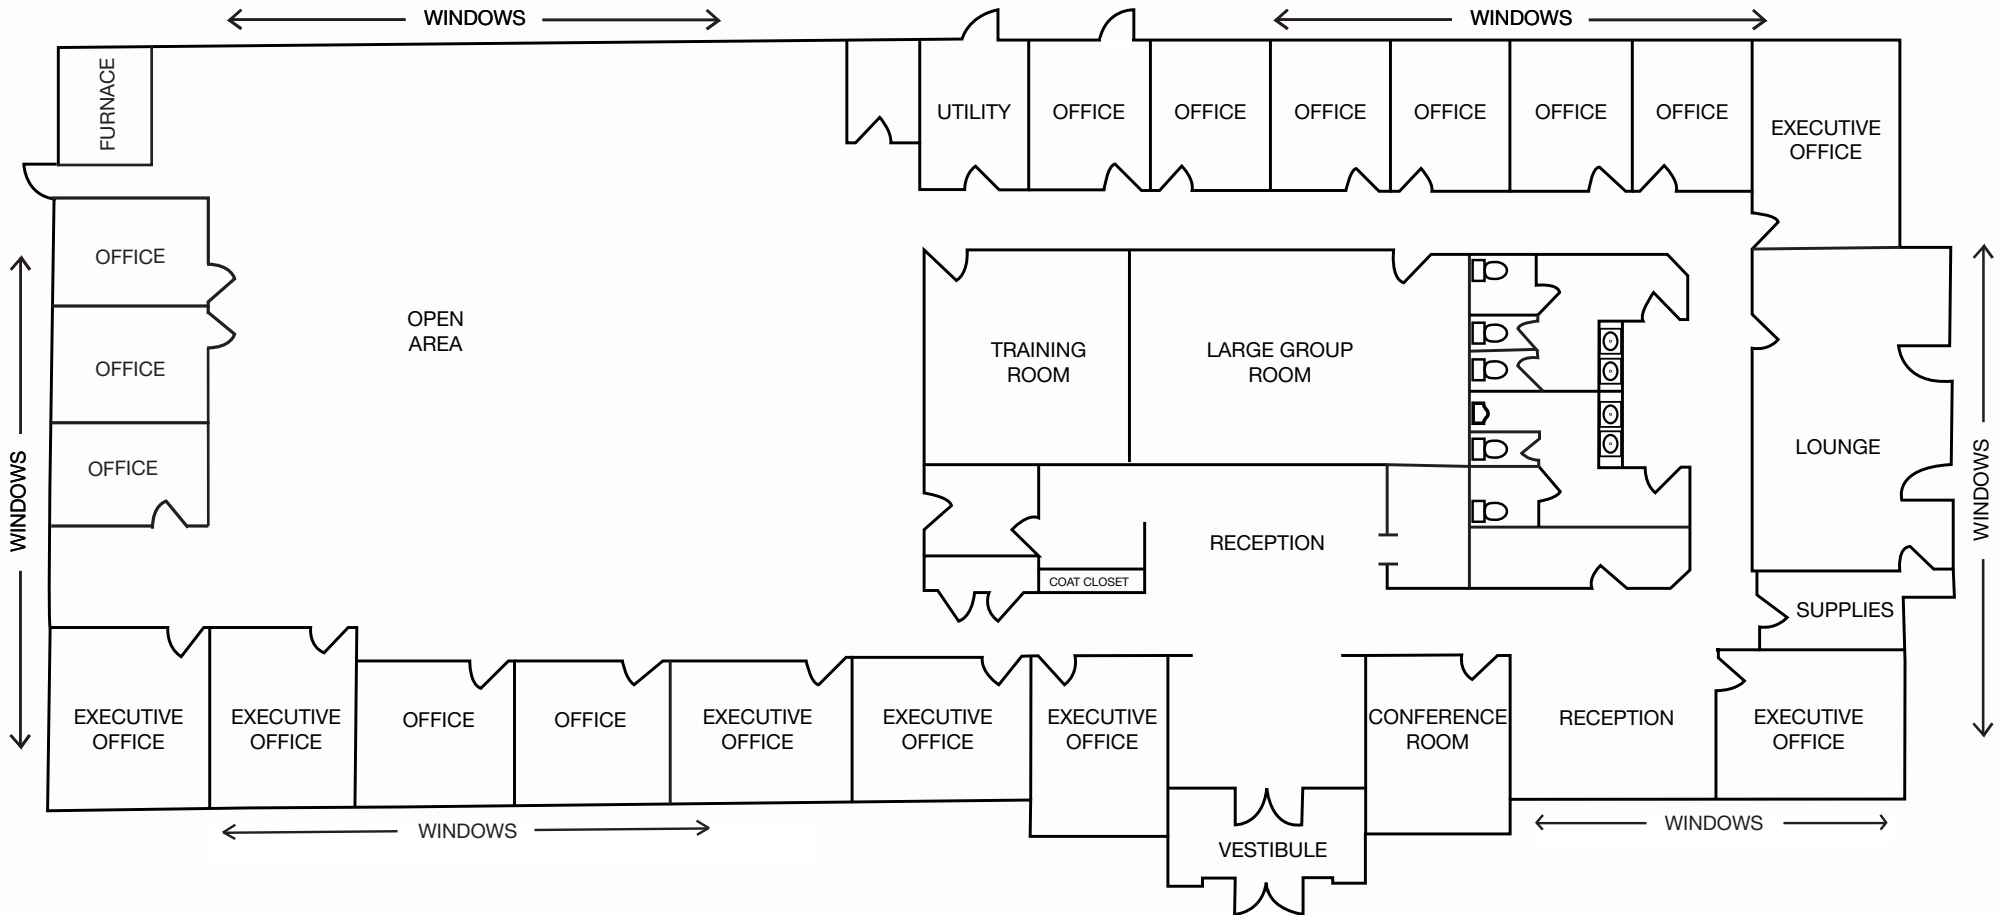 WINDOWS
WINDOWS
FURNACE
UTILITY
OFFICE
OFFICE
OFFICE
OFFICE
OFFICE
OFFICE
EXECUTIVE
OFFICE
OFFICE
OPEN
AREA
OFFICE
TRAINING
ROOM
LARGE GROUP
ROOM
OFFICE
LOUNGE
WINDOWS
WINDOWS
RECEPTION
COAT CLOSET
SUPPLIES
EXECUTIVE
OFFICE
EXECUTIVE
OFFICE
OFFICE
OFFICE
EXECUTIVE
OFFICE
EXECUTIVE
OFFICE
EXECUTIVE
OFFICE
CONFERENCE
ROOM
RECEPTION
EXECUTIVE
OFFICE
WINDOWS
WINDOWS
VESTIBULE